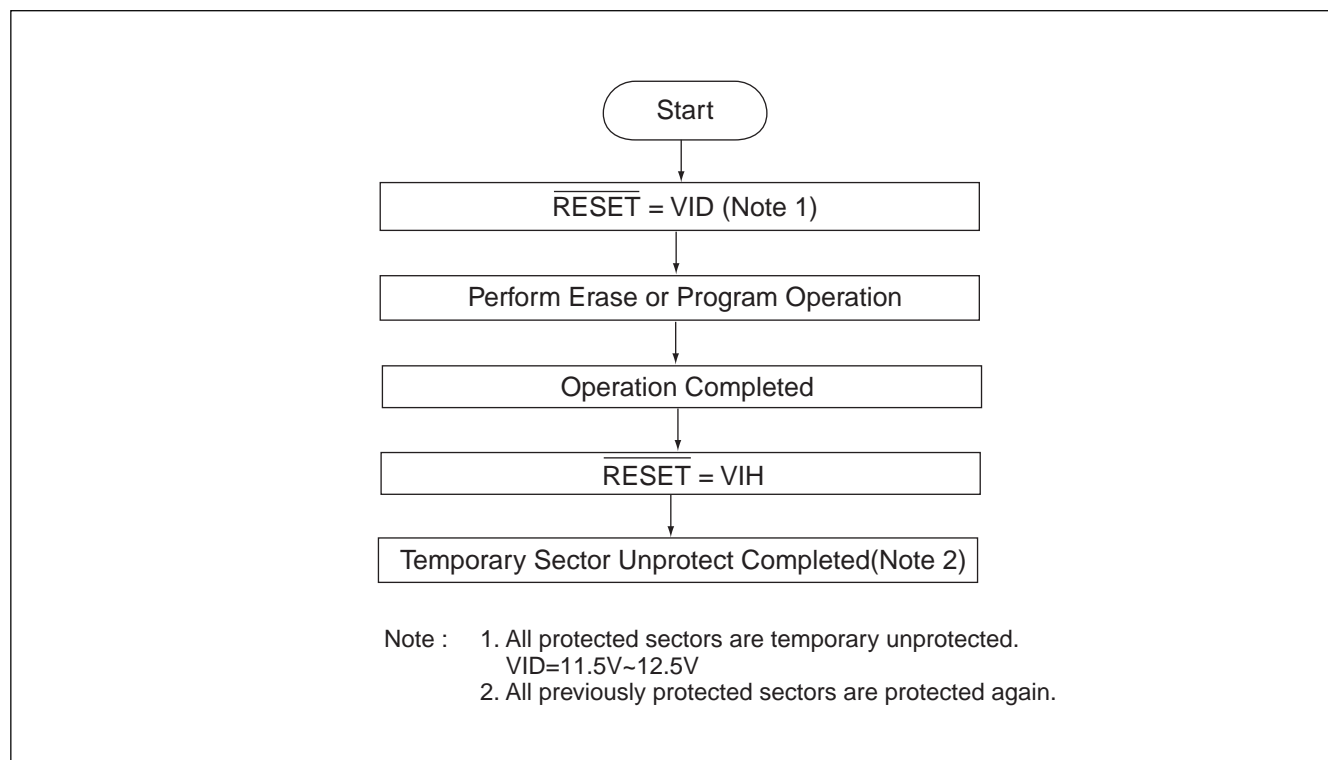 Start
R̅E̅S̅E̅T̅ = VID (Note 1)
Perform Erase or Program Operation
Operation Completed
R̅E̅S̅E̅T̅ = VIH
Temporary Sector Unprotect Completed(Note 2)
Note : 1. All protected sectors are temporary unprotected.
VID=11.5V~12.5V
2. All previously protected sectors are protected again.